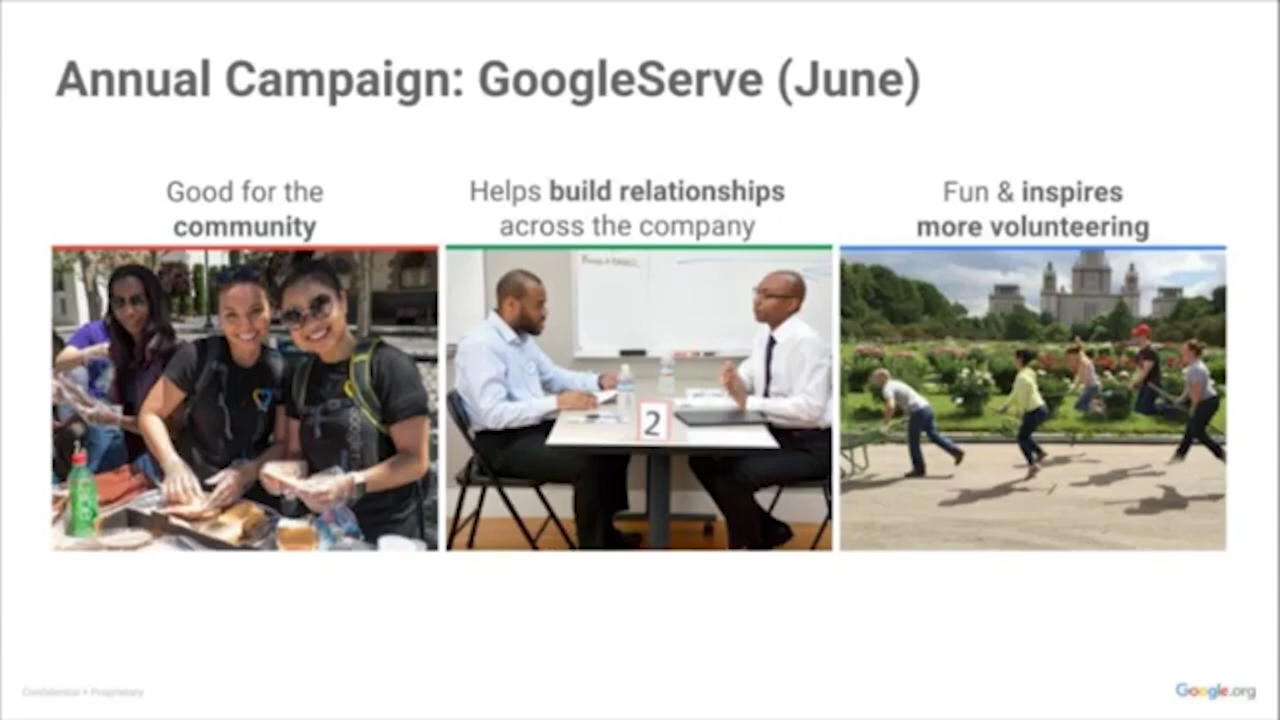 Annual Campaign: GoogleServe (June)
Good for the
community
Helps build relationships
across the company
Fun & inspires
more volunteering
2
Confidential + Proprietary
Google.org